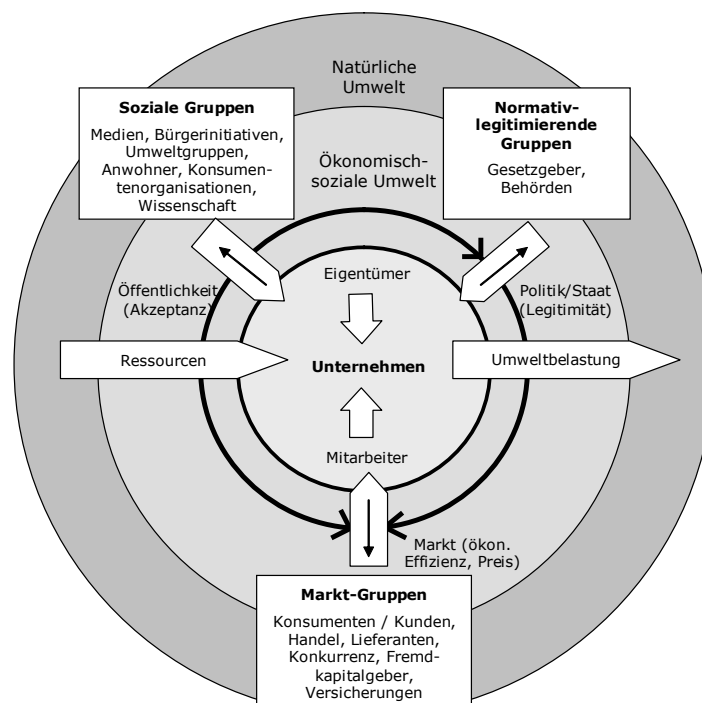 Natürliche
Umwelt
Soziale Gruppen
Medien, Bürgerinitiativen,
Umweltgruppen,
Anwohner, Konsumen-
tenorganisationen,
Wissenschaft
Normativ-
legitimierende
Gruppen
Gesetzgeber,
Behörden
Ökonomisch-
soziale Umwelt
Eigentümer
Öffentlichkeit
(Akzeptanz)
Politik/Staat
(Legitimität)
Ressourcen
Unternehmen
Umweltbelastung
Mitarbeiter
Markt (ökon.
Effizienz, Preis)
Markt-Gruppen
Konsumenten / Kunden,
Handel, Lieferanten,
Konkurrenz, Fremd-
kapitalgeber,
Versicherungen